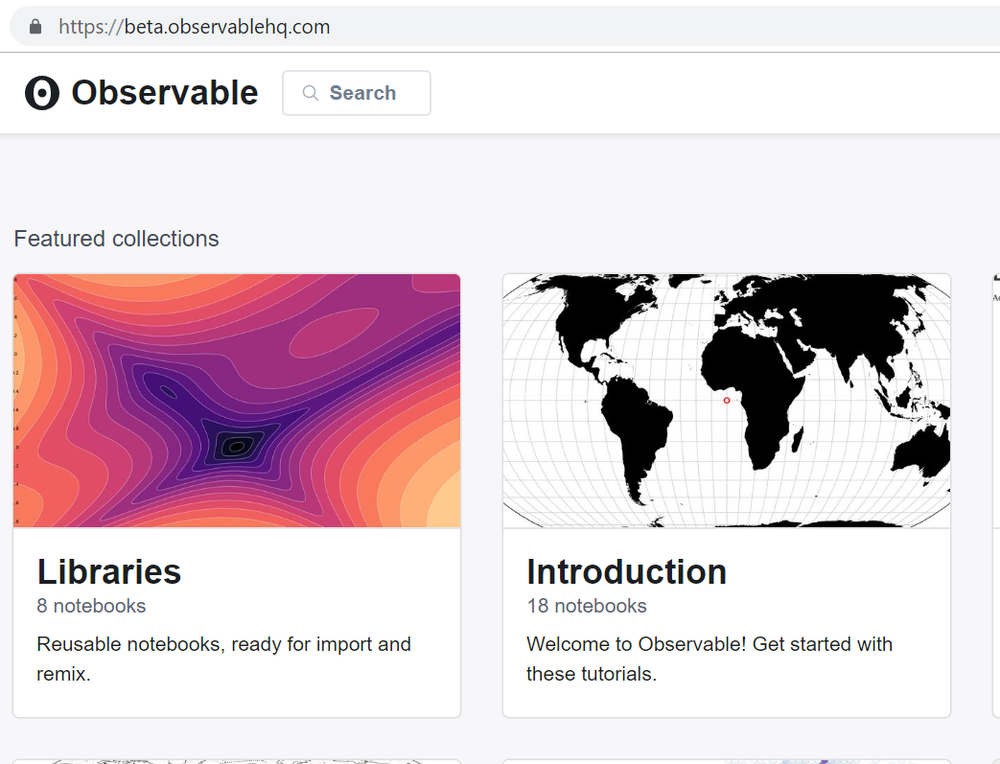 https://beta.observablehq.com
Observable
Search
Featured collections
Libraries
8 notebooks
Reusable notebooks, ready for import and
remix.
Introduction
18 notebooks
Welcome to Observable! Get started with
these tutorials.